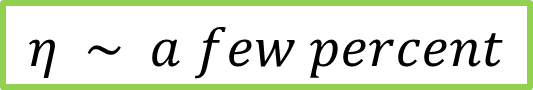 η ~ a few percent